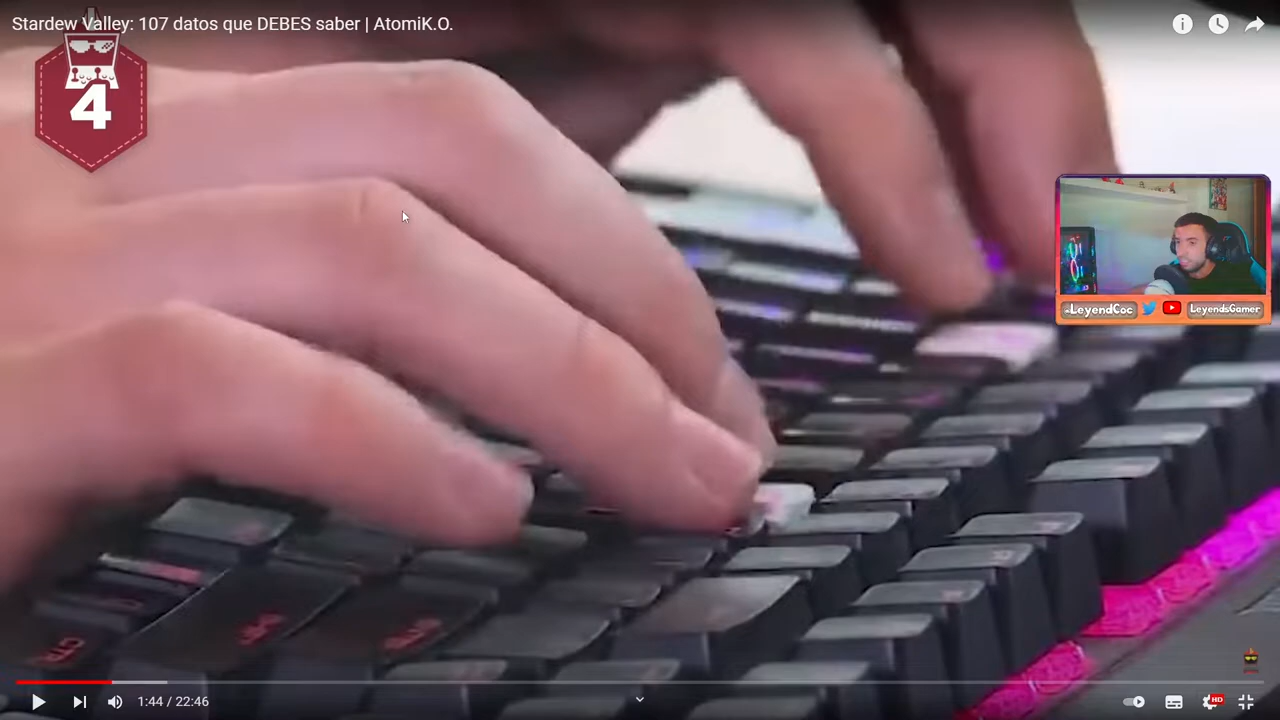 Stardew Valley: 107 datos que DEBES saber | AtomiK.O.
4
@LeyendCoc
LeyendsGamer
1:44 / 22:46
HD